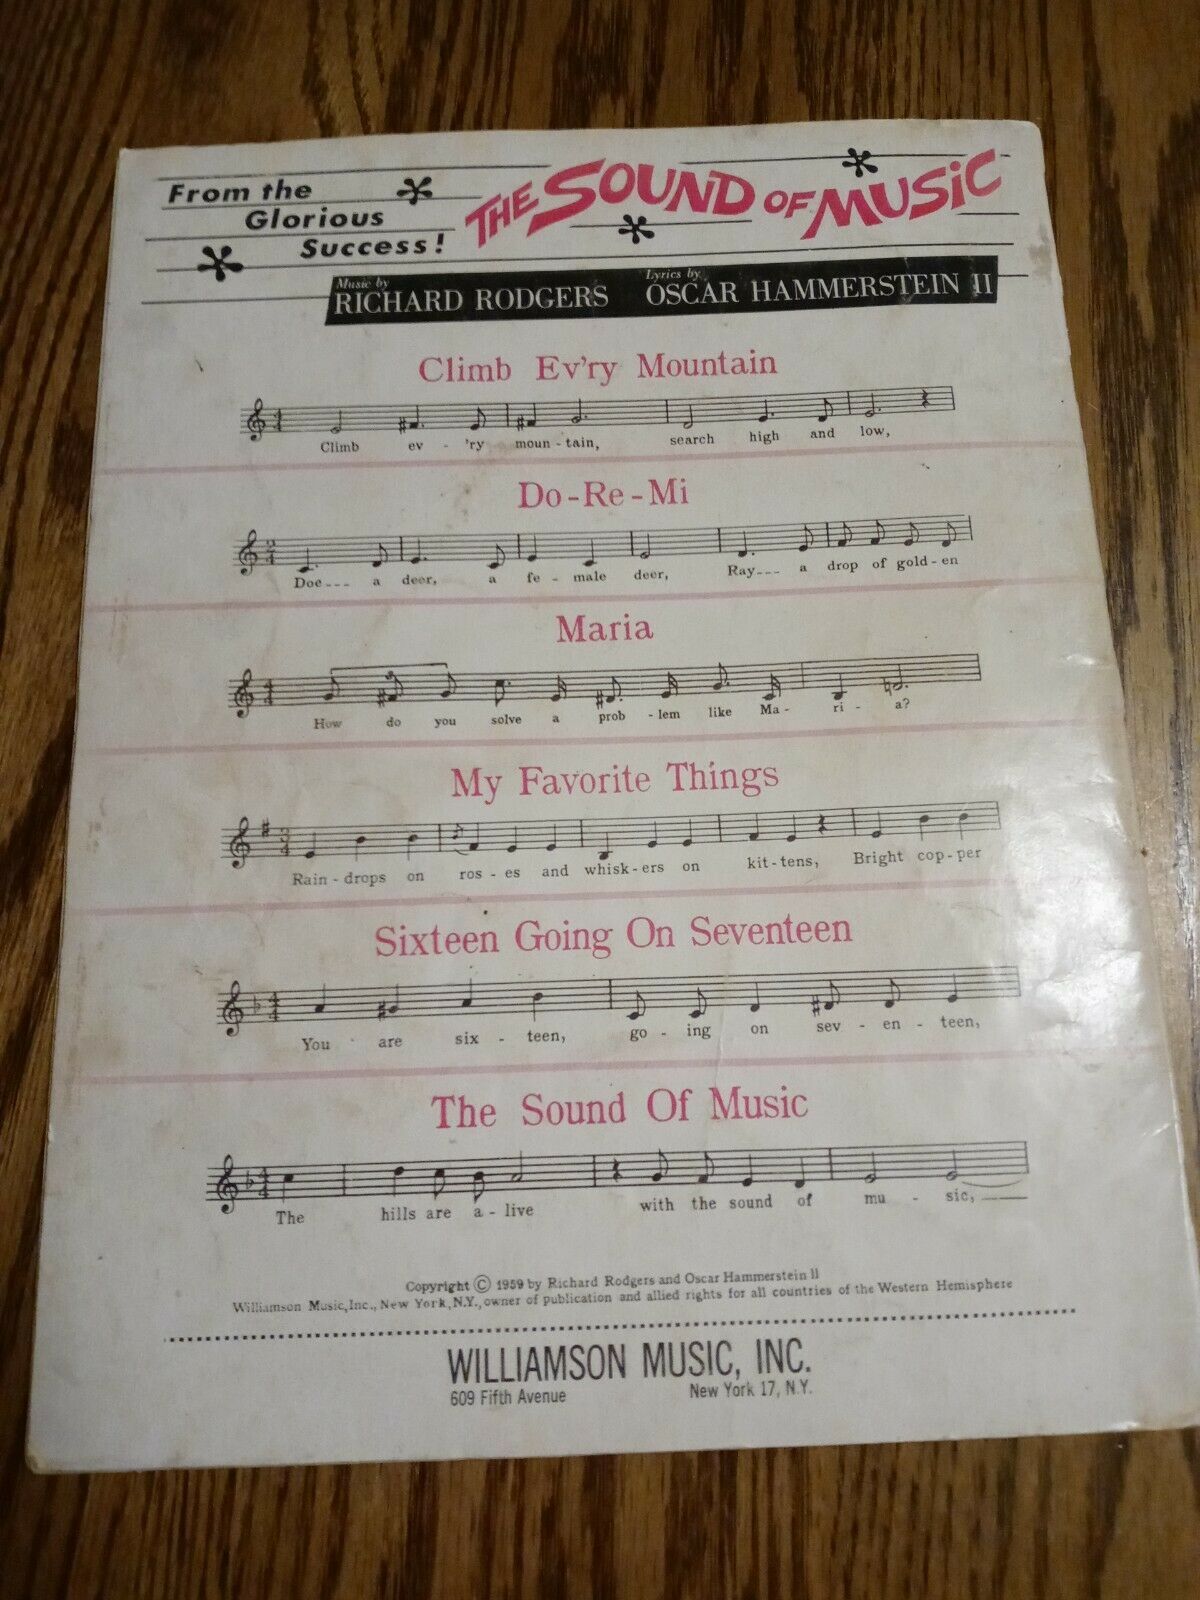 From the
Glorious
Success!
THE SOUND OF MUSIC
Music by
RICHARD RODGERS
Lyrics by
OSCAR HAMMERSTEIN II
Climb Ev'ry Mountain
Climb ev - 'ry moun - tain, search high and low,
Do - Re - Mi
Doe--- a deer, a fe - male deer, Ray--- a drop of gold - en
Maria
How do you solve a prob - lem like Ma - ri - a?
My Favorite Things
Rain - drops on ros - es and whisk - ers on kit - tens, Bright cop - per
Sixteen Going On Seventeen
You are six - teen, go - ing on sev - en - teen,
The Sound Of Music
The hills are a - live with the sound of mu - sic,
Copyright © 1959 by Richard Rodgers and Oscar Hammerstein II
Williamson Music, Inc., New York, N.Y., owner of publication and allied rights for all countries of the Western Hemisphere
WILLIAMSON MUSIC, INC.
609 Fifth Avenue New York 17, N.Y.